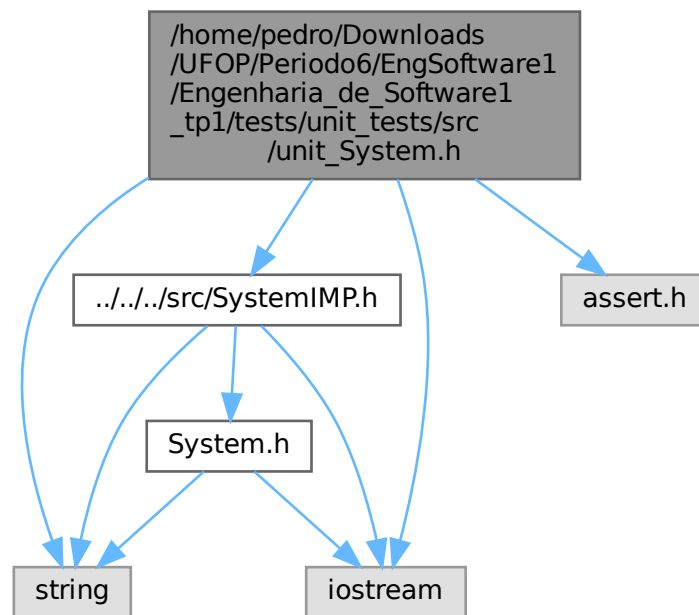 /home/pedro/Downloads
/UFOP/Periodo6/EngSoftware1
/Engenharia_de_Software1
_tp1/tests/unit_tests/src
/unit_System.h
../../../src/SystemIMP.h
assert.h
System.h
string
iostream